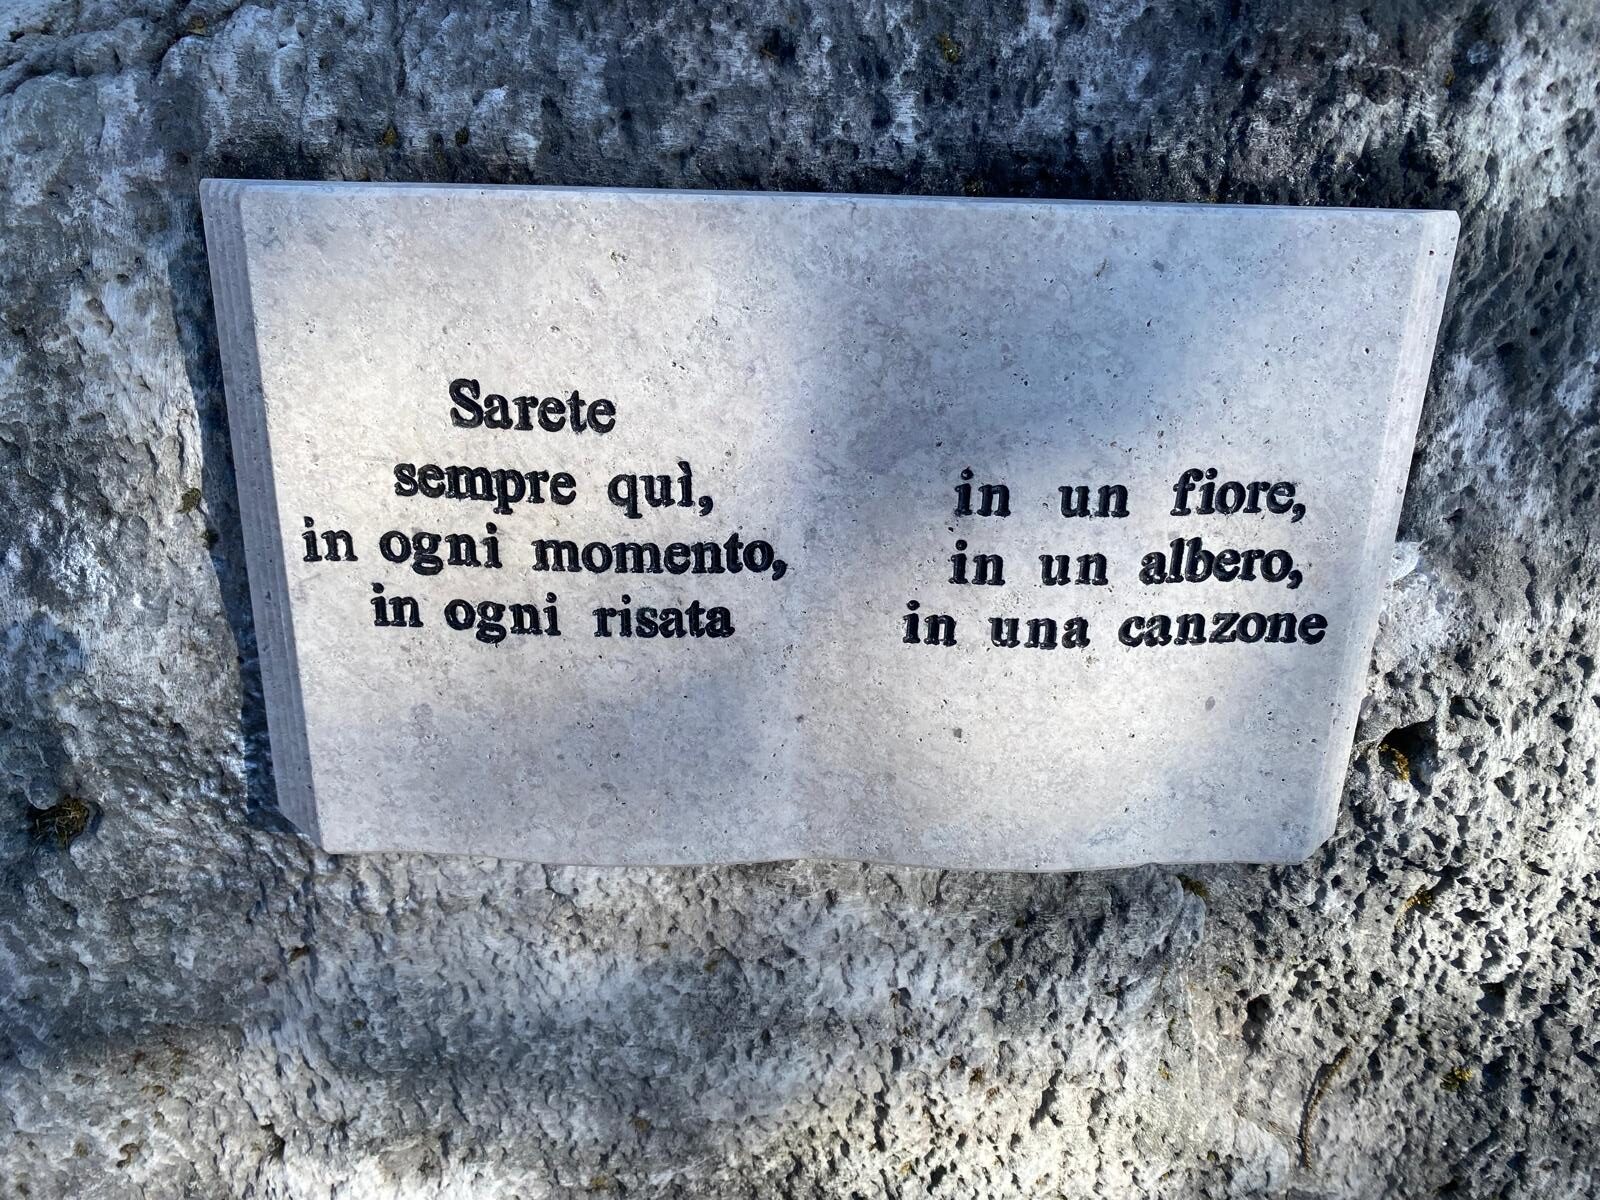 Sarete
sempre quì,
in ogni momento,
in ogni risata
in un fiore,
in un albero,
in una canzone